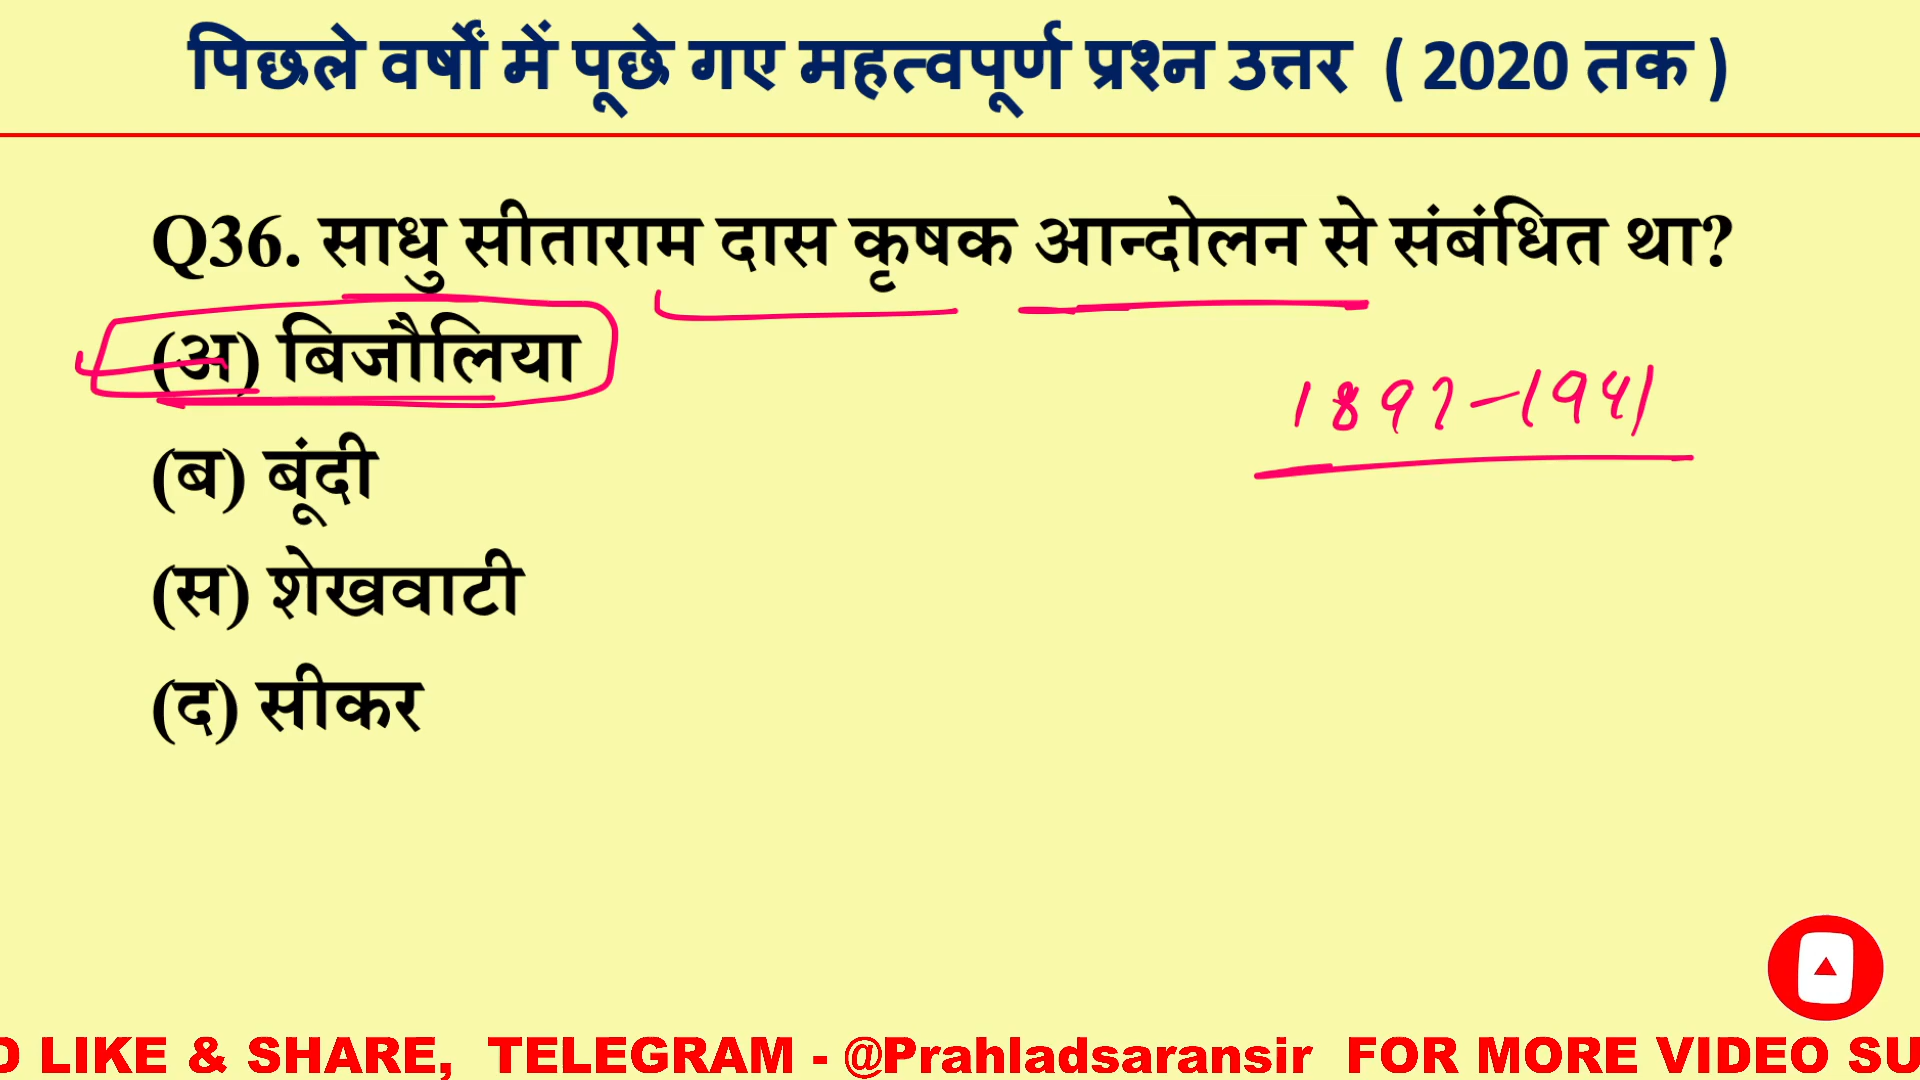 पिछले वर्षों में पूछे गए महत्वपूर्ण प्रश्न उत्तर ( 2020 तक )
Q36. साधु सीताराम दास कृषक आन्दोलन से संबंधित था?
(अ) बिजौलिया
1897-1941
(ब) बूंदी
(स) शेखवाटी
(द) सीकर
LIKE & SHARE, TELEGRAM - @Prahladsaransir FOR MORE VIDEO SU